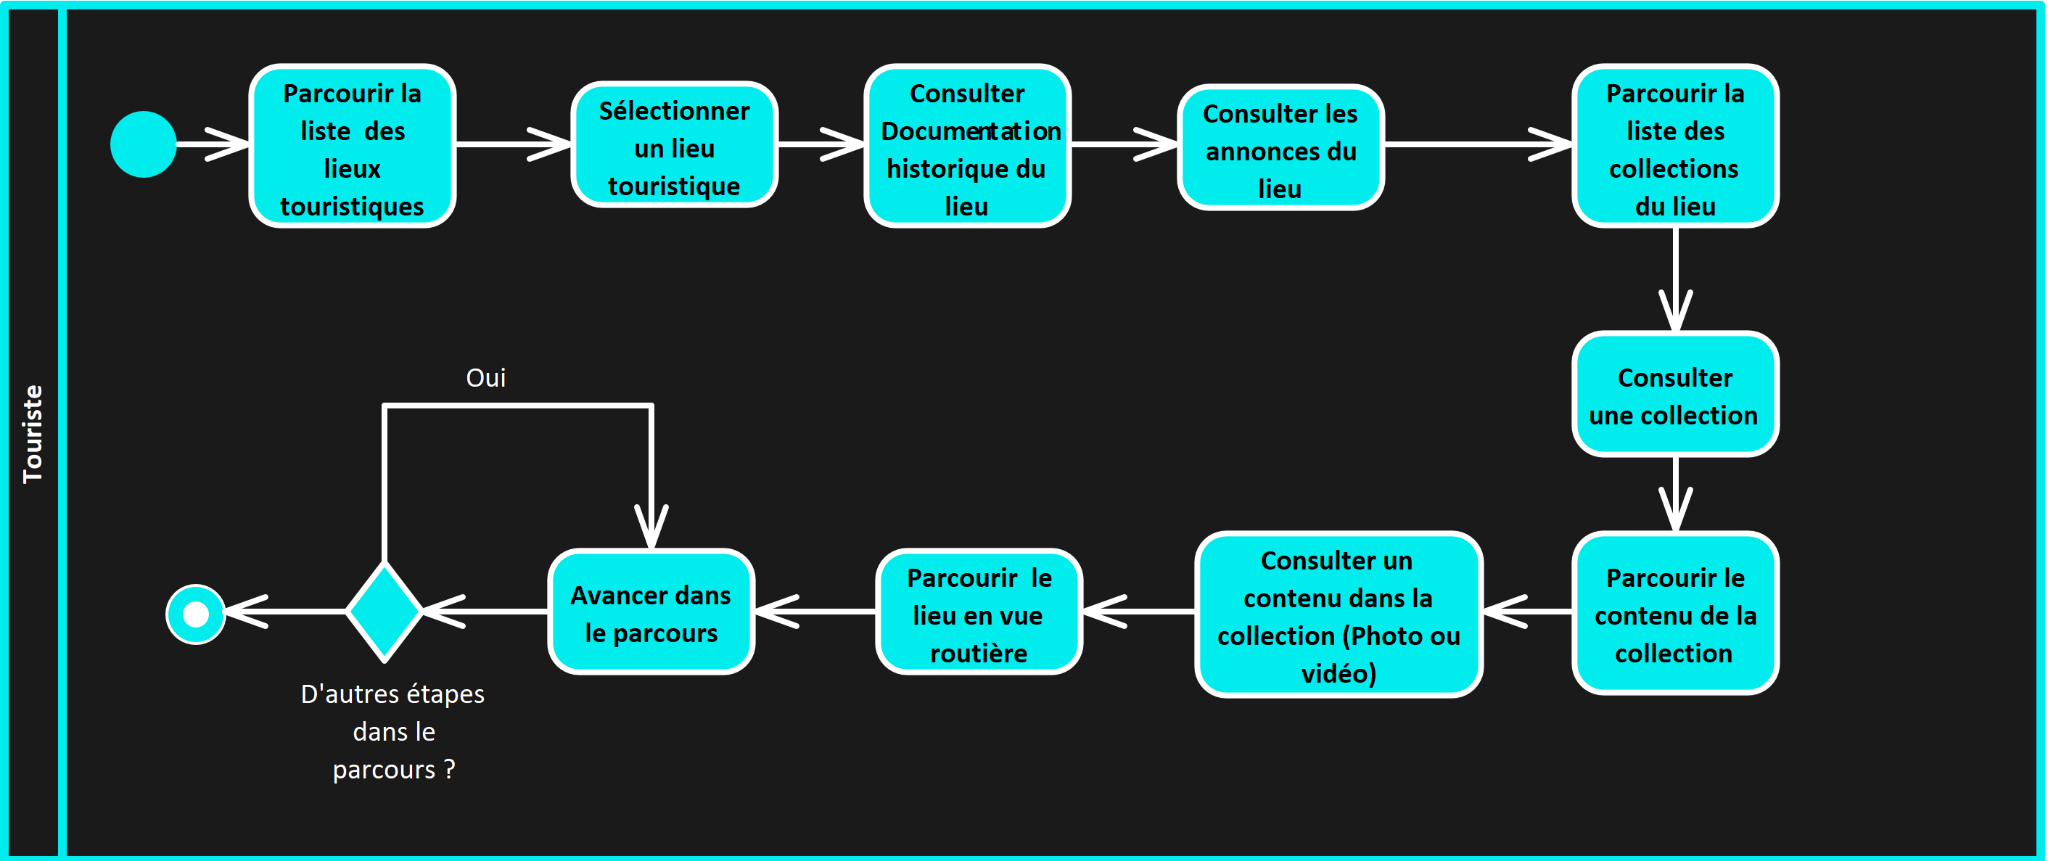 Parcourir la
liste des
lieux
touristiques
Sélectionner
un lieu
touristique
Consulter
Documentation
historique du
lieu
Consulter les
annonces du
lieu
Parcourir la
liste des
collections
du lieu
Consulter
une collection
Parcourir le
contenu de la
collection
Consulter un
contenu dans la
collection (Photo ou
vidéo)
Parcourir le
lieu en vue
routière
Avancer dans
le parcours
Oui
D'autres étapes
dans le
parcours ?
Touriste